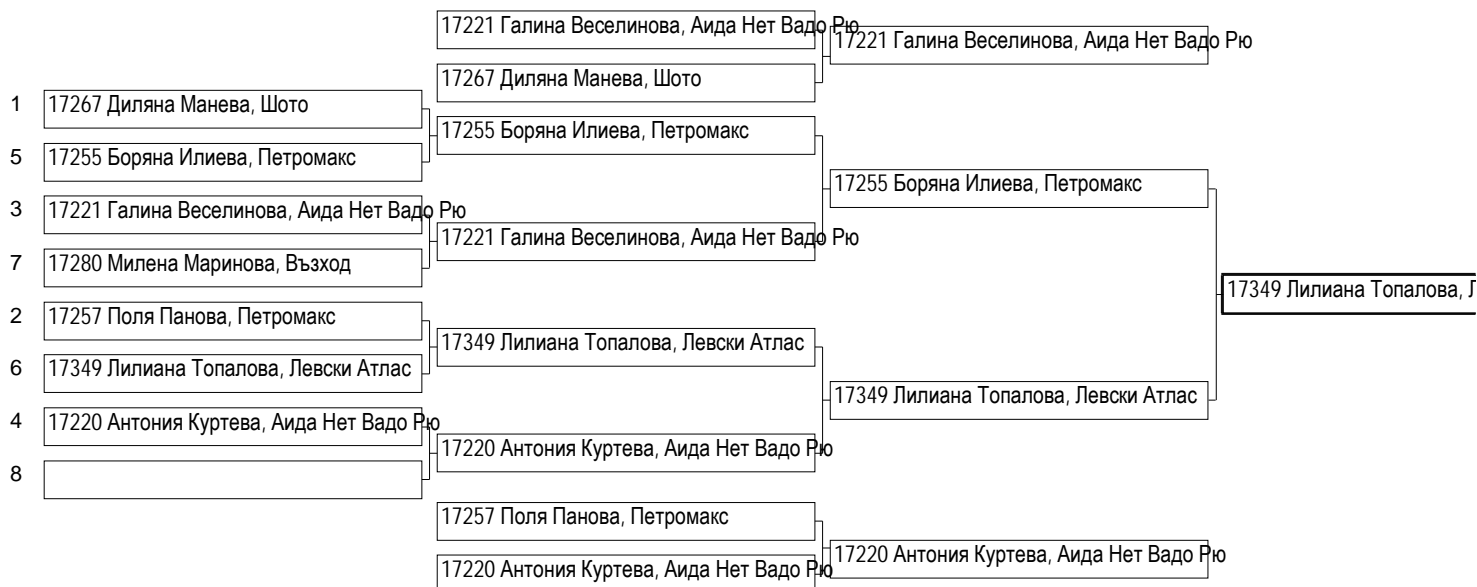 17221 Галина Веселинова, Аида Нет Вадо Рю
17221 Галина Веселинова, Аида Нет Вадо Рю
17267 Диляна Манева, Шото
1 17267 Диляна Манева, Шото
17255 Боряна Илиева, Петромакс
5 17255 Боряна Илиева, Петромакс
17255 Боряна Илиева, Петромакс
3 17221 Галина Веселинова, Аида Нет Вадо Рю
17221 Галина Веселинова, Аида Нет Вадо Рю
7 17280 Милена Маринова, Възход
17349 Лилиана Топалова,
2 17257 Поля Панова, Петромакс
17349 Лилиана Топалова, Левски Атлас
6 17349 Лилиана Топалова, Левски Атлас
17349 Лилиана Топалова, Левски Атлас
4 17220 Антония Куртева, Аида Нет Вадо Рю
17220 Антония Куртева, Аида Нет Вадо Рю
8
17257 Поля Панова, Петромакс
17220 Антония Куртева, Аида Нет Вадо Рю
17220 Антония Куртева, Аида Нет Вадо Рю